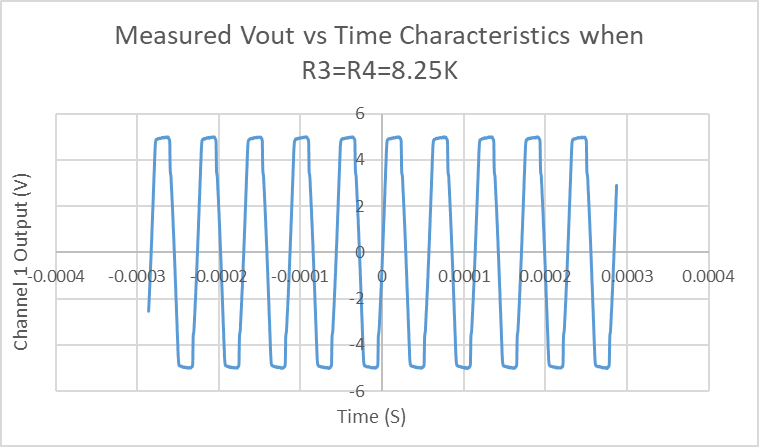 Measured Vout vs Time Characteristics when
R3=R4=8.25K
6
4
2
0
-2
-4
-6
-0.0004 -0.0003 -0.0002 -0.0001 0 0.0001 0.0002 0.0003 0.0004
Channel 1 Output (V)
Time (S)